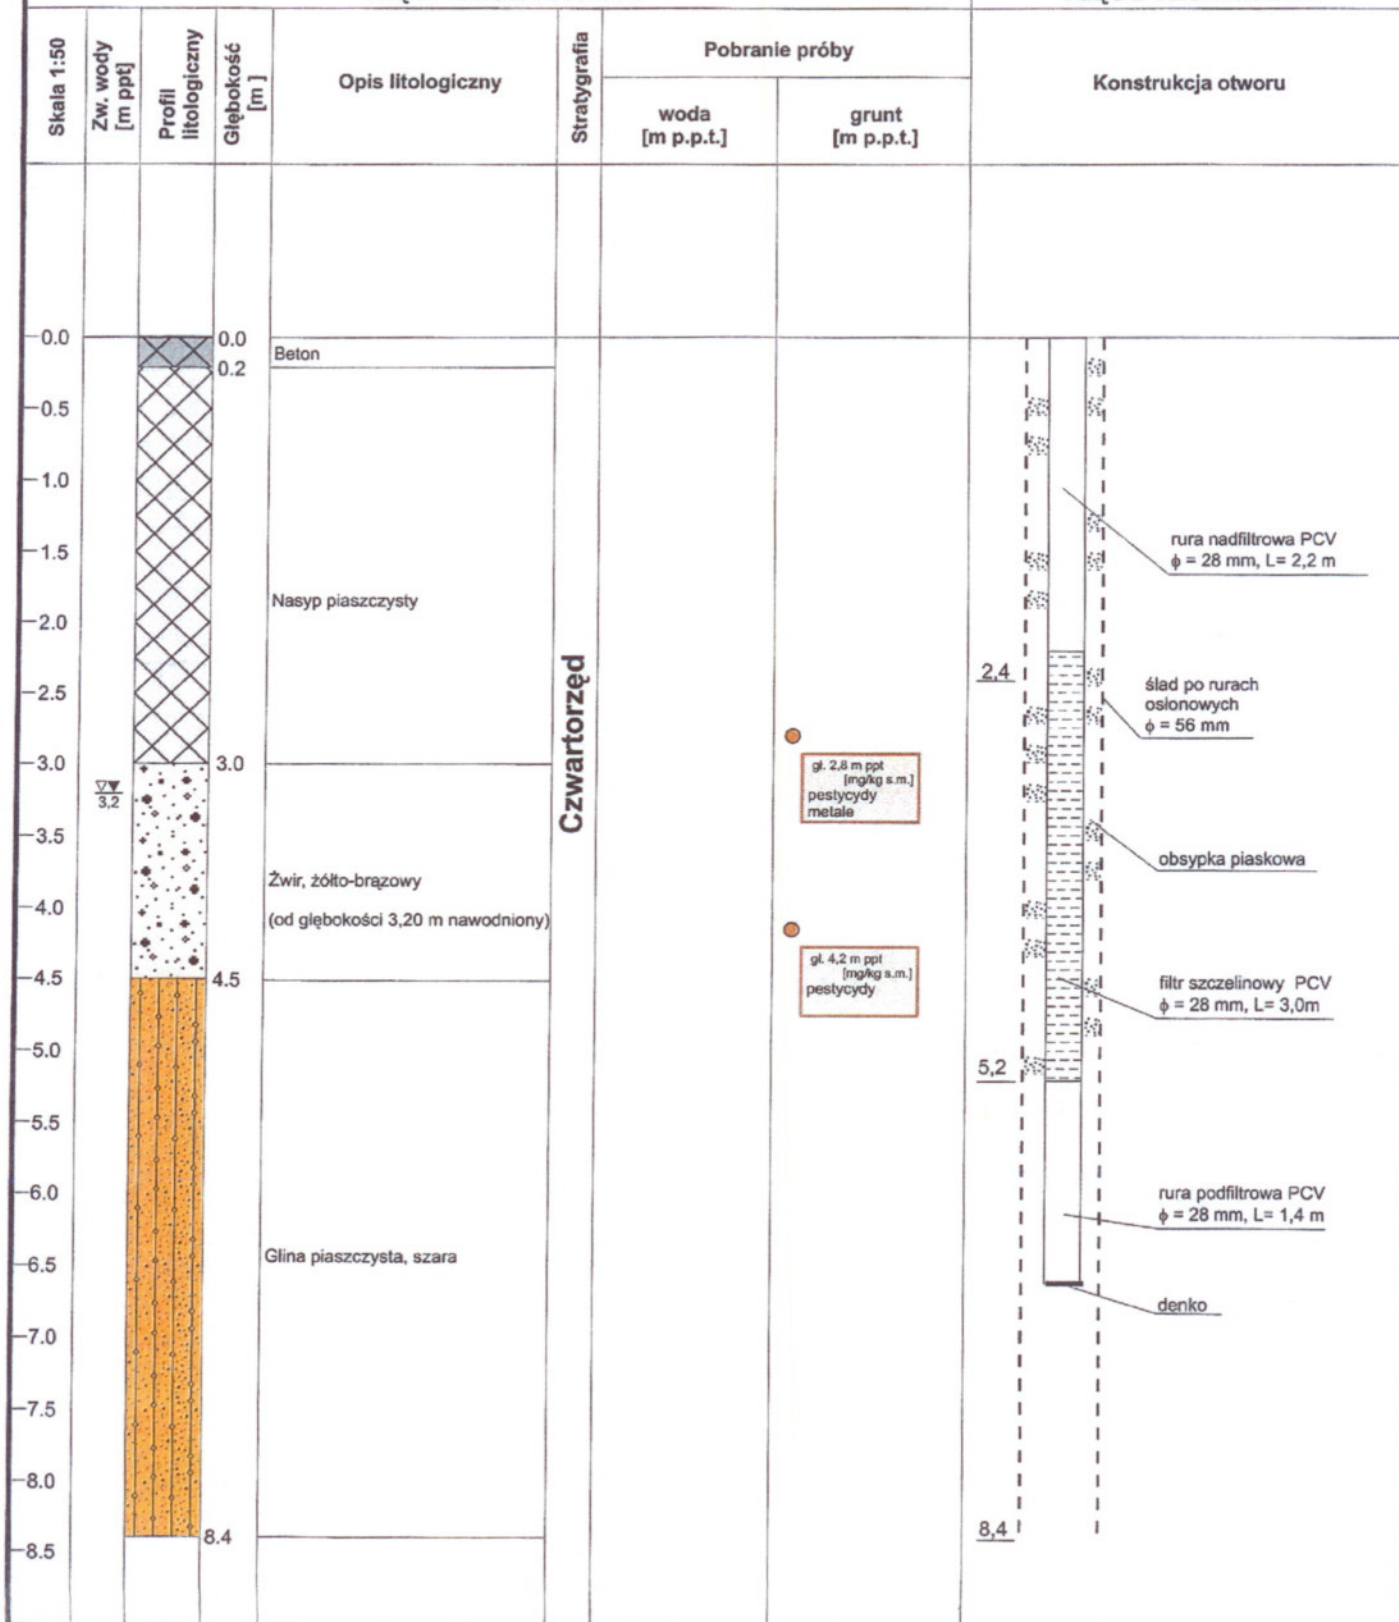 Skala 1:50
Zw. wody
[m ppt]
Profil
litologiczny
Głębokość
[m ]
Opis litologiczny
Stratygrafia
Pobranie próby
woda
[m p.p.t.]
grunt
[m p.p.t.]
Konstrukcja otworu
0.0
0.5
1.0
1.5
2.0
2.5
3.0
3.5
4.0
4.5
5.0
5.5
6.0
6.5
7.0
7.5
8.0
8.5
3,2
0.0
0.2
3.0
4.5
8.4
Beton
Nasyp piaszczysty
Żwir, żółto-brązowy
(od głębokości 3,20 m nawodniony)
Glina piaszczysta, szara
Czwartorzęd
gł. 2,8 m ppt
[mg/kg s.m.]
pestycydy
metale
gł. 4,2 m ppt
[mg/kg s.m.]
pestycydy
2,4
5,2
8,4
rura nadfiltrowa PCV
ϕ = 28 mm, L= 2,2 m
ślad po rurach
osłonowych
ϕ = 56 mm
obsypka piaskowa
filtr szczelinowy PCV
ϕ = 28 mm, L= 3,0m
rura podfiltrowa PCV
ϕ = 28 mm, L= 1,4 m
denko